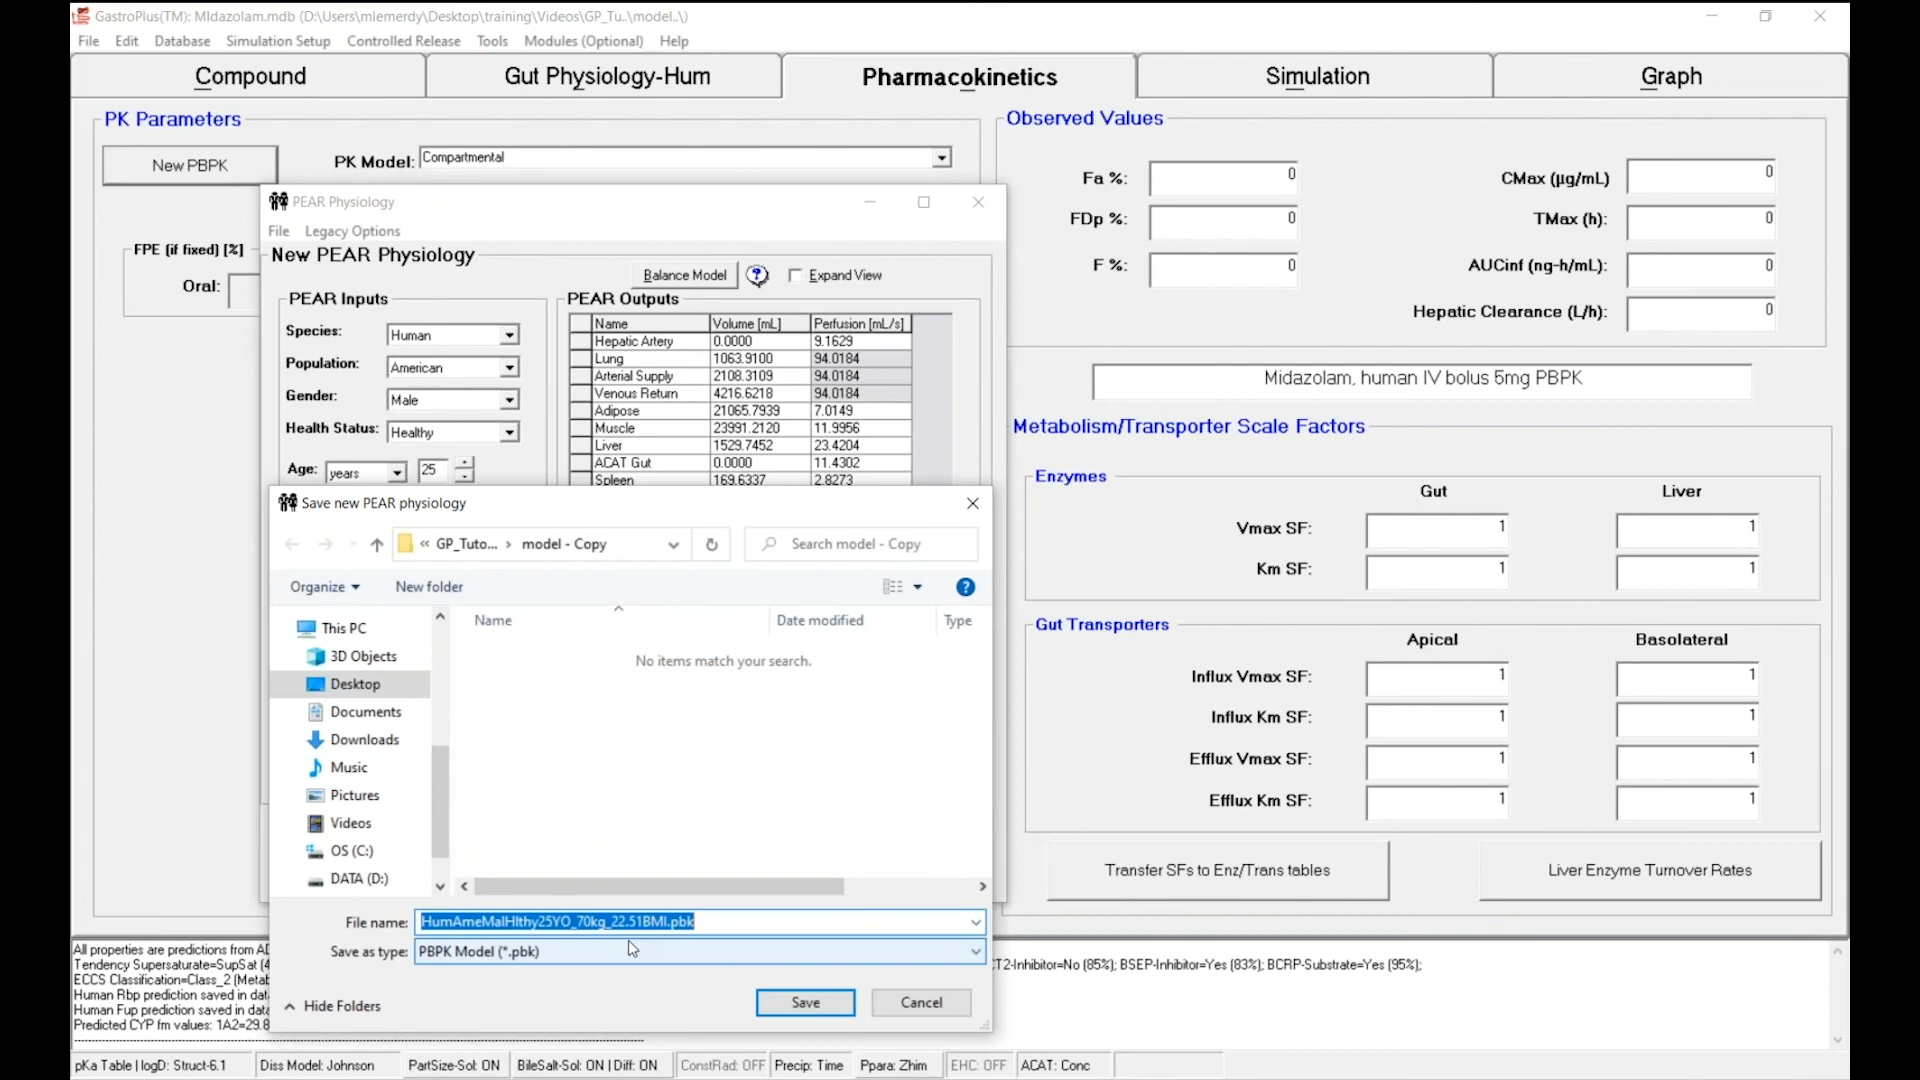 GastroPlus(TM): MIdazolam.mdb (D:\Users\mlemerdy\Desktop\training\Videos\GP_Tu..\model..\)
File Edit Database Simulation Setup Controlled Release Tools Modules (Optional) Help
Compound Gut Physiology-Hum Pharmacokinetics Simulation Graph
PK Parameters
New PBPK
PK Model: Compartmental
FPE (if fixed) [%]
Oral:
PEAR Physiology
File Legacy Options
New PEAR Physiology
Balance Model ? Expand View
PEAR Inputs
Species: Human
Population: American
Gender: Male
Health Status: Healthy
Age: years 25
PEAR Outputs
Name Volume [mL] Perfusion [mL/s]
Hepatic Artery 0.0000 9.1629
Lung 1063.9100 94.0184
Arterial Supply 2108.3109 94.0184
Venous Return 4216.6218 94.0184
Adipose 21065.7939 7.0149
Muscle 23991.2120 11.9956
Liver 1529.7452 23.4204
ACAT Gut 0.0000 11.4302
Spleen 169.6337 2.8273
Save new PEAR physiology
« GP_Tuto... › model - Copy
Search model - Copy
Organize New folder ?
This PC
3D Objects
Desktop
Documents
Downloads
Music
Pictures
Videos
OS (C:)
DATA (D:)
Name Date modified Type
No items match your search.
File name: HumAmeMalHlthy25YO_70kg_22.51BMI.pbk
Save as type: PBPK Model (*.pbk)
Hide Folders Save Cancel
Observed Values
Fa %: 0
FDp %: 0
F %: 0
CMax (µg/mL) 0
TMax (h): 0
AUCinf (ng-h/mL): 0
Hepatic Clearance (L/h): 0
Midazolam, human IV bolus 5mg PBPK
Metabolism/Transporter Scale Factors
Enzymes
Gut Liver
Vmax SF: 1 1
Km SF: 1 1
Gut Transporters
Apical Basolateral
Influx Vmax SF: 1 1
Influx Km SF: 1 1
Efflux Vmax SF: 1 1
Efflux Km SF: 1 1
Transfer SFs to Enz/Trans tables Liver Enzyme Turnover Rates
All properties are predictions from
Tendency Supersaturate=SupSat T2-Inhibitor=No (85%); BSEP-Inhibitor=Yes (83%); BCRP-Substrate=Yes (95%);
ECCS Classification=Class_2
Human Rbp prediction saved in
Human Fup prediction saved in
Predicted CYP fm values: 1A2=29.8
pKa Table | logD: Struct-6.1 Diss Model: Johnson PartSize-Sol: ON BileSalt-Sol: ON | Diff: ON ConstRad: OFF Precip: Time Ppara: Zhim EHC: OFF ACAT: Conc